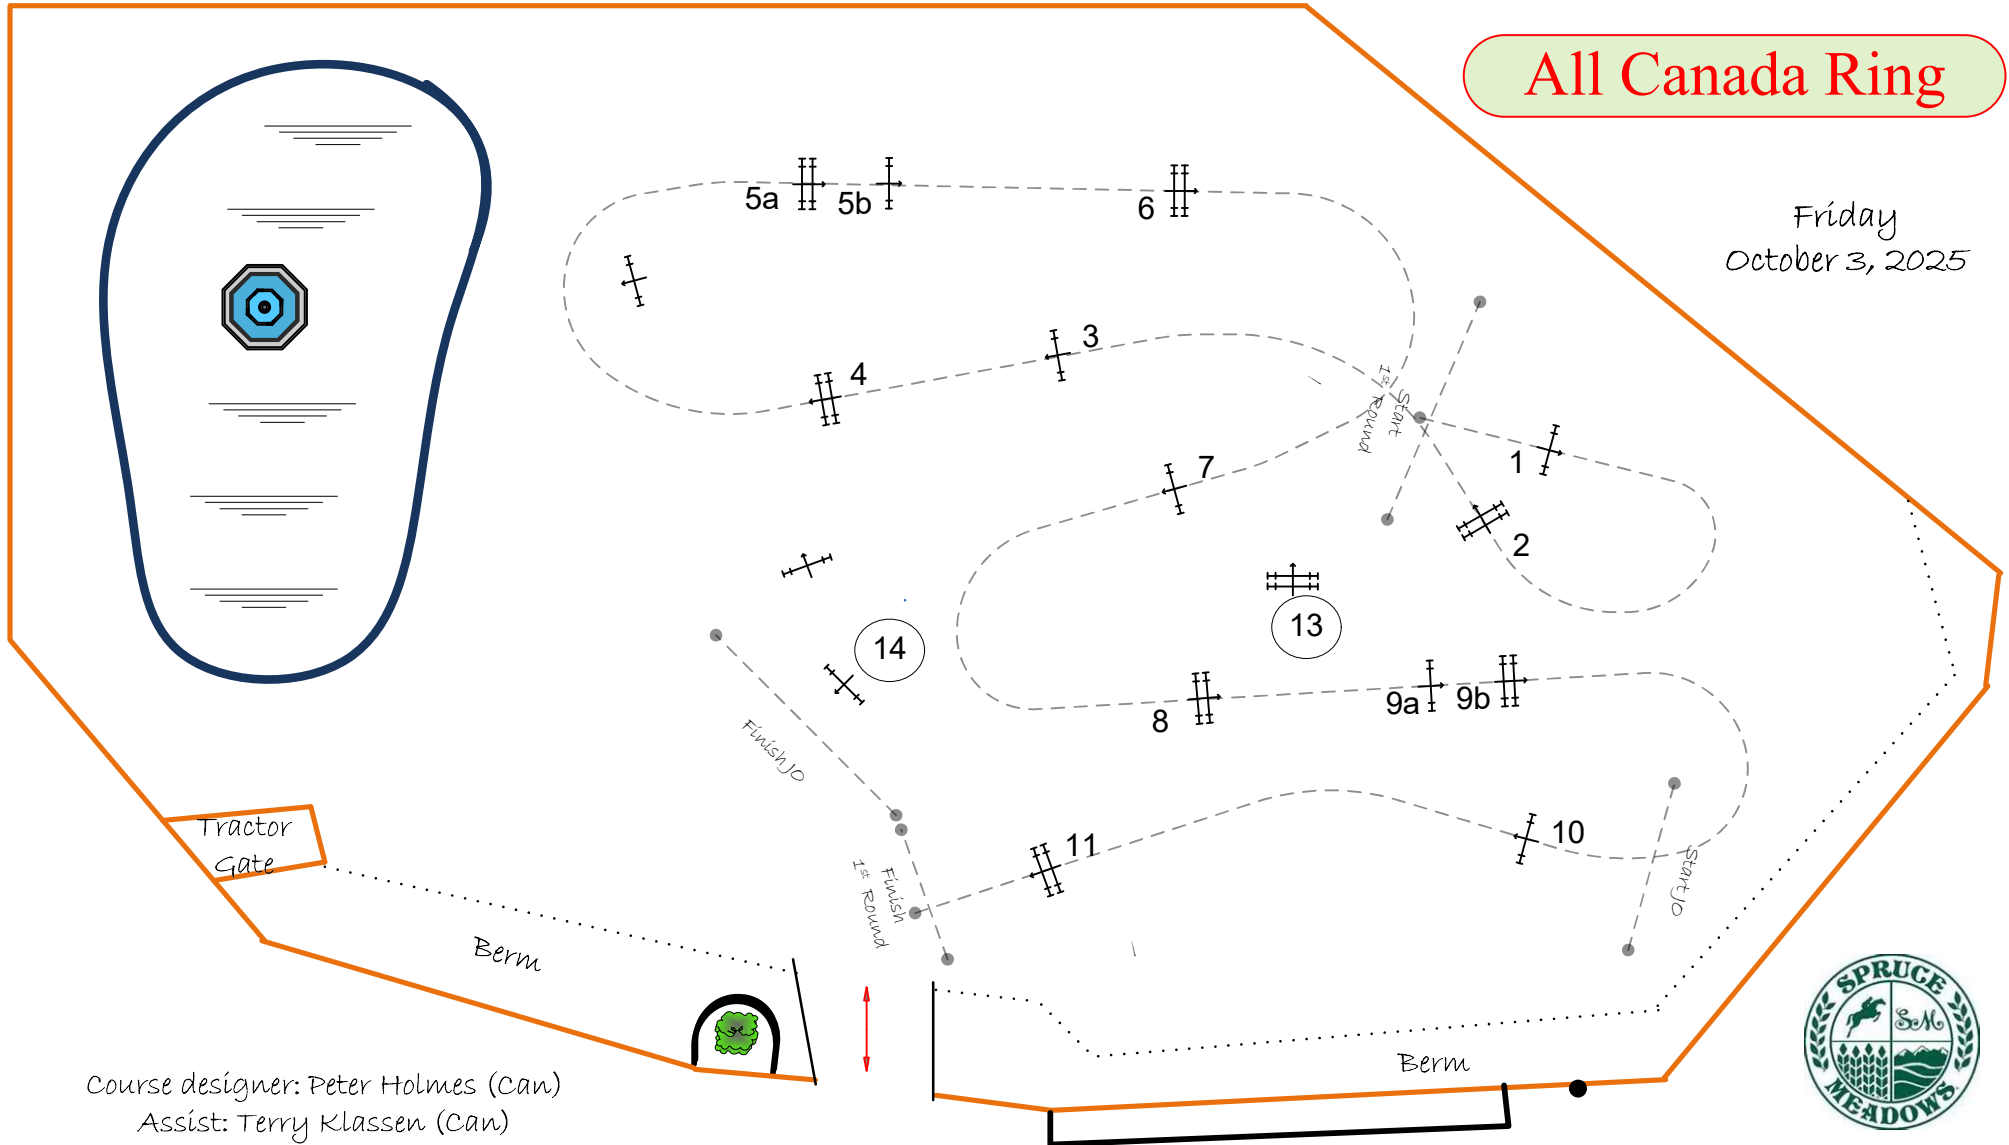 All Canada Ring
Friday
October 3, 2025
5a
5b
6
3
4
1st Round
Start
1
2
7
13
14
8
9a
9b
10
11
Finish JO
Finish
1st Round
Start JO
Tractor
Gate
Berm
Berm
Course designer: Peter Holmes (Can)
Assist: Terry Klassen (Can)
SPRUCE
SM
MEADOWS